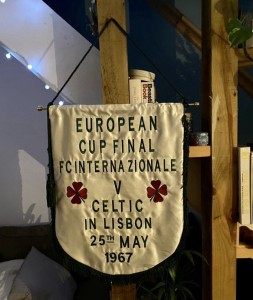 EUROPEAN
CUP FINAL
FC INTERNAZIONALE
V
CELTIC
IN LISBON
25TH MAY
1967